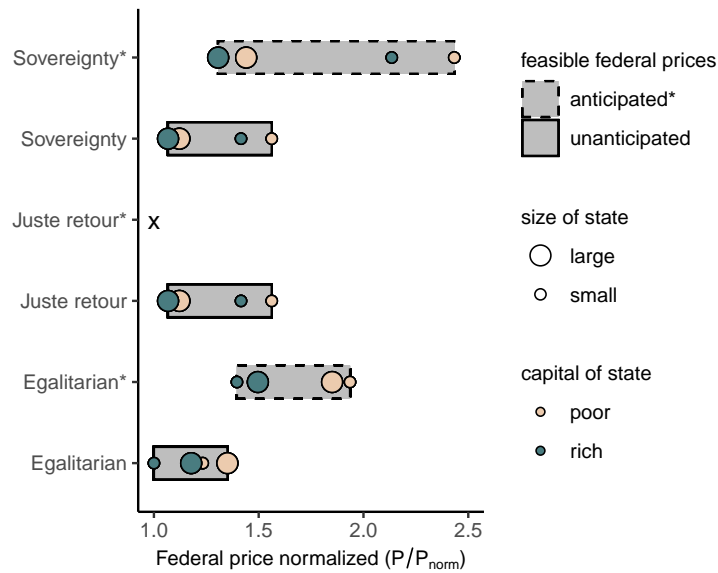 Sovereignty*
Sovereignty
Juste retour*
x
Juste retour
Egalitarian*
Egalitarian
1.0 1.5 2.0 2.5
Federal price normalized (P/Pnorm)
feasible federal prices
anticipated*
unanticipated
size of state
large
small
capital of state
poor
rich